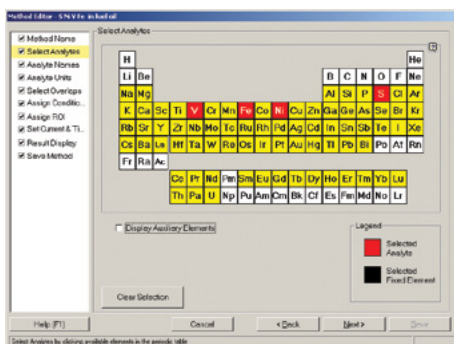 Method Editor - S N V Fe in fuel oil
Method Name
Select Analytes
Analyte Names
Analyte Units
Select Overlaps
Assign Conditio...
Assign ROI
Set Current & Ti...
Result Display
Save Method
Select Analytes
H He
Li Be B C N O F Ne
Na Mg Al Si P S Cl Ar
K Ca Sc Ti V Cr Mn Fe Co Ni Cu Zn Ga Ge As Se Br Kr
Rb Sr Y Zr Nb Mo Tc Ru Rh Pd Ag Cd In Sn Sb Te I Xe
Cs Ba La Hf Ta W Re Os Ir Pt Au Hg Tl Pb Bi Po At Rn
Fr Ra Ac
Ce Pr Nd Pm Sm Eu Gd Tb Dy Ho Er Tm Yb Lu
Th Pa U Np Pu Am Cm Bk Cf Es Fm Md No Lr
Display Auxiliary Elements
Legend
Selected
Analyte
Selected
Fixed Element
Clear Selection
Help (F1) Cancel < Back Next > Save
Select Analytes by clicking available elements in the periodic table